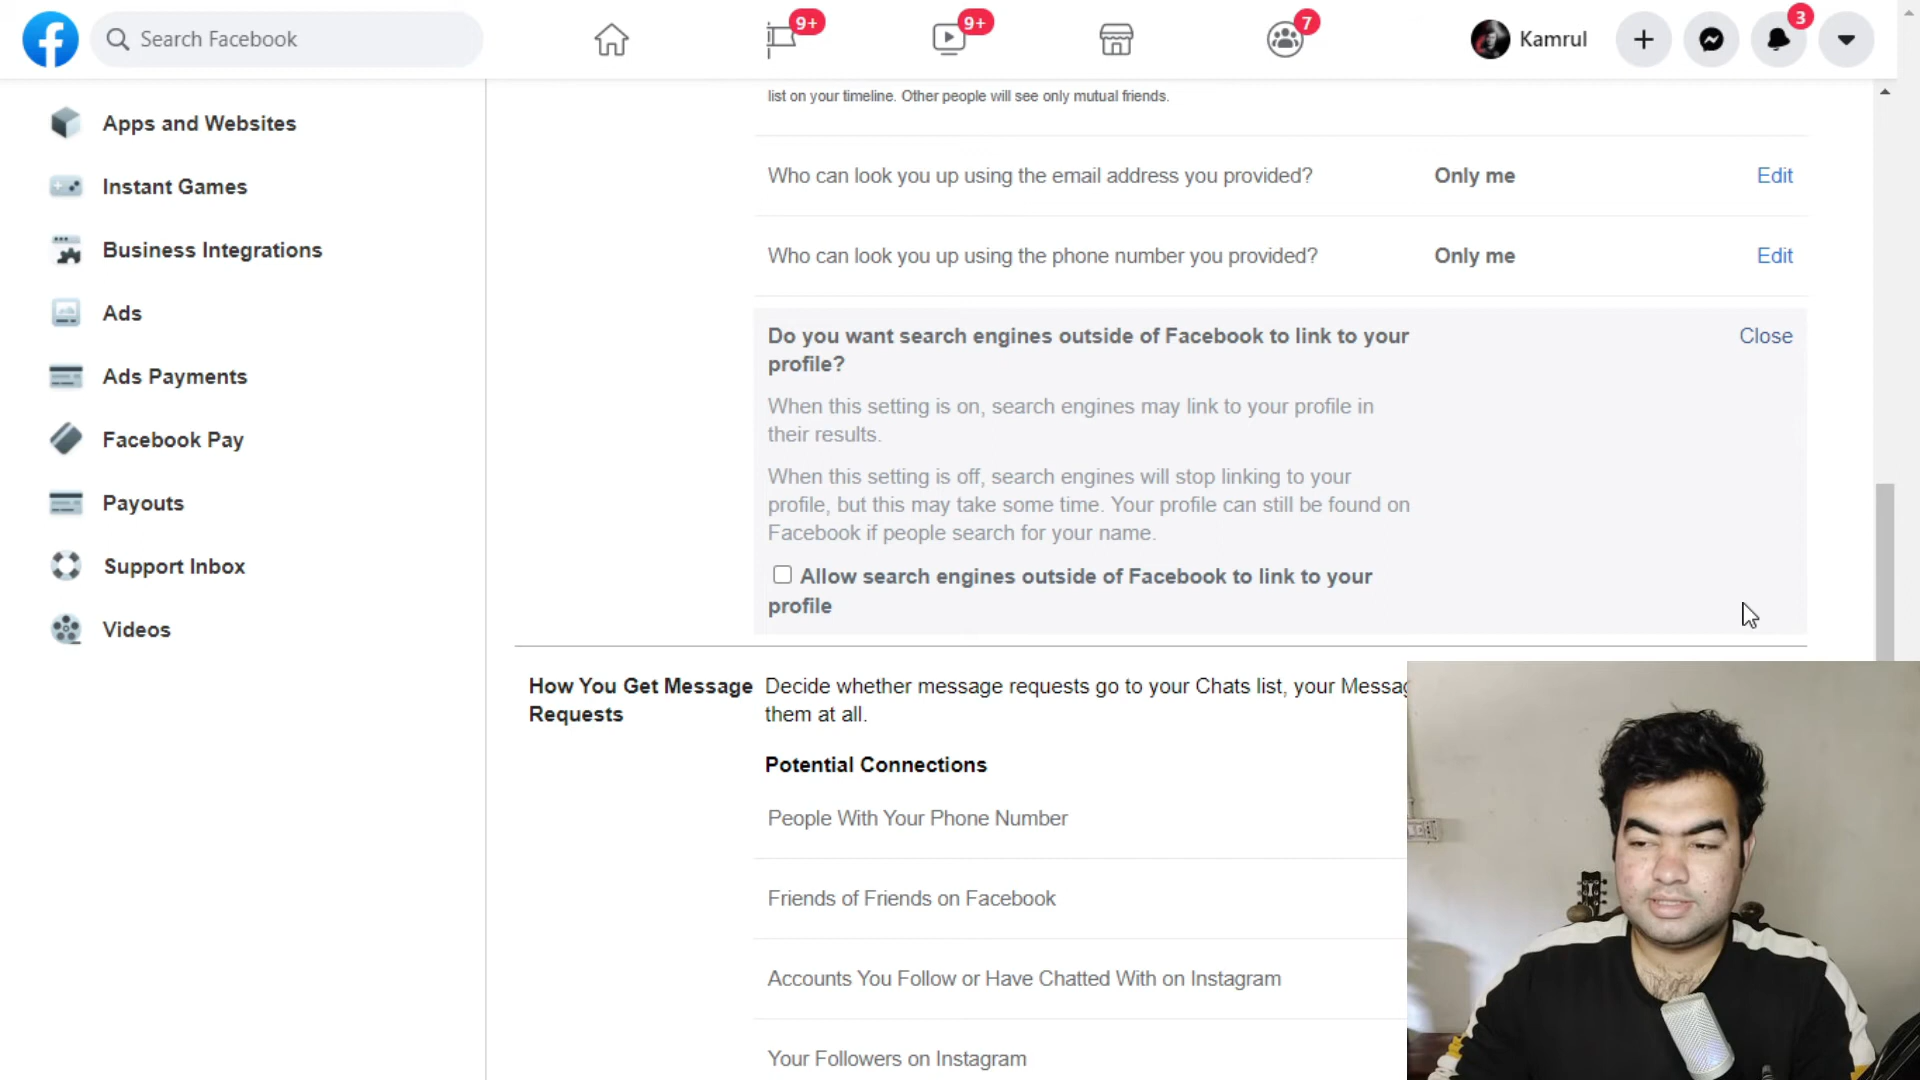 Search Facebook
9+
9+
7
Kamrul
3
Apps and Websites
Instant Games
Business Integrations
Ads
Ads Payments
Facebook Pay
Payouts
Support Inbox
Videos
list on your timeline. Other people will see only mutual friends.
Who can look you up using the email address you provided? Only me Edit
Who can look you up using the phone number you provided? Only me Edit
Do you want search engines outside of Facebook to link to your Close
profile?
When this setting is on, search engines may link to your profile in
their results.
When this setting is off, search engines will stop linking to your
profile, but this may take some time. Your profile can still be found on
Facebook if people search for your name.
Allow search engines outside of Facebook to link to your
profile
How You Get Message
Requests
Decide whether message requests go to your Chats list, your Messag
them at all.
Potential Connections
People With Your Phone Number
Friends of Friends on Facebook
Accounts You Follow or Have Chatted With on Instagram
Your Followers on Instagram